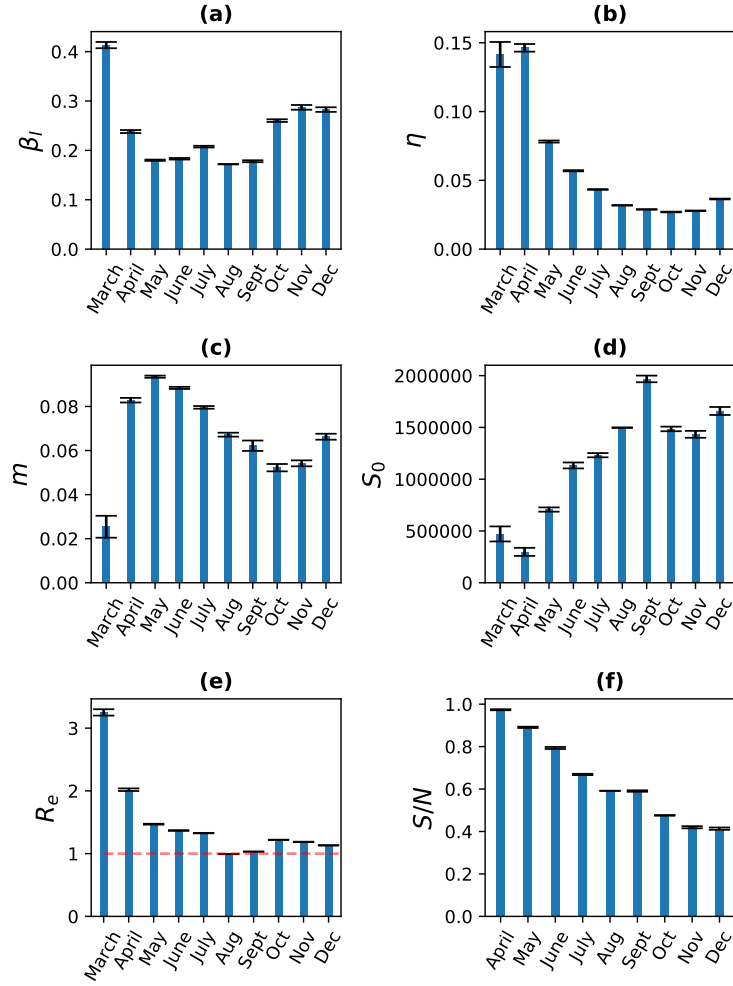 (a)
0.4
0.3
0.2
0.1
0.0
β_I
March April May June July Aug Sept Oct Nov Dec
(b)
0.15
0.10
0.05
0.00
η
March April May June July Aug Sept Oct Nov Dec
(c)
0.08
0.06
0.04
0.02
0.00
m
March April May June July Aug Sept Oct Nov Dec
(d)
2000000
1500000
1000000
500000
0
S_0
March April May June July Aug Sept Oct Nov Dec
(e)
3
2
1
0
R_e
March April May June July Aug Sept Oct Nov Dec
(f)
1.0
0.8
0.6
0.4
0.2
0.0
S/N
April May June July Aug Sept Oct Nov Dec